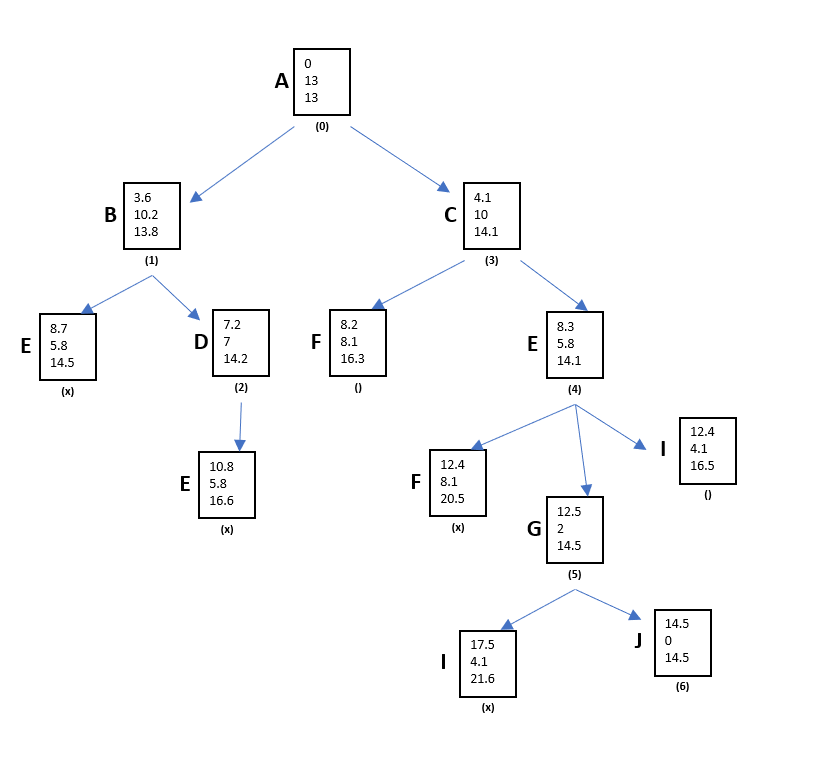 A
0
13
13
(0)
B
3.6
10.2
13.8
(1)
C
4.1
10
14.1
(3)
E
8.7
5.8
14.5
(x)
D
7.2
7
14.2
(2)
F
8.2
8.1
16.3
()
E
8.3
5.8
14.1
(4)
E
10.8
5.8
16.6
(x)
F
12.4
8.1
20.5
(x)
G
12.5
2
14.5
(5)
I
12.4
4.1
16.5
()
I
17.5
4.1
21.6
(x)
J
14.5
0
14.5
(6)